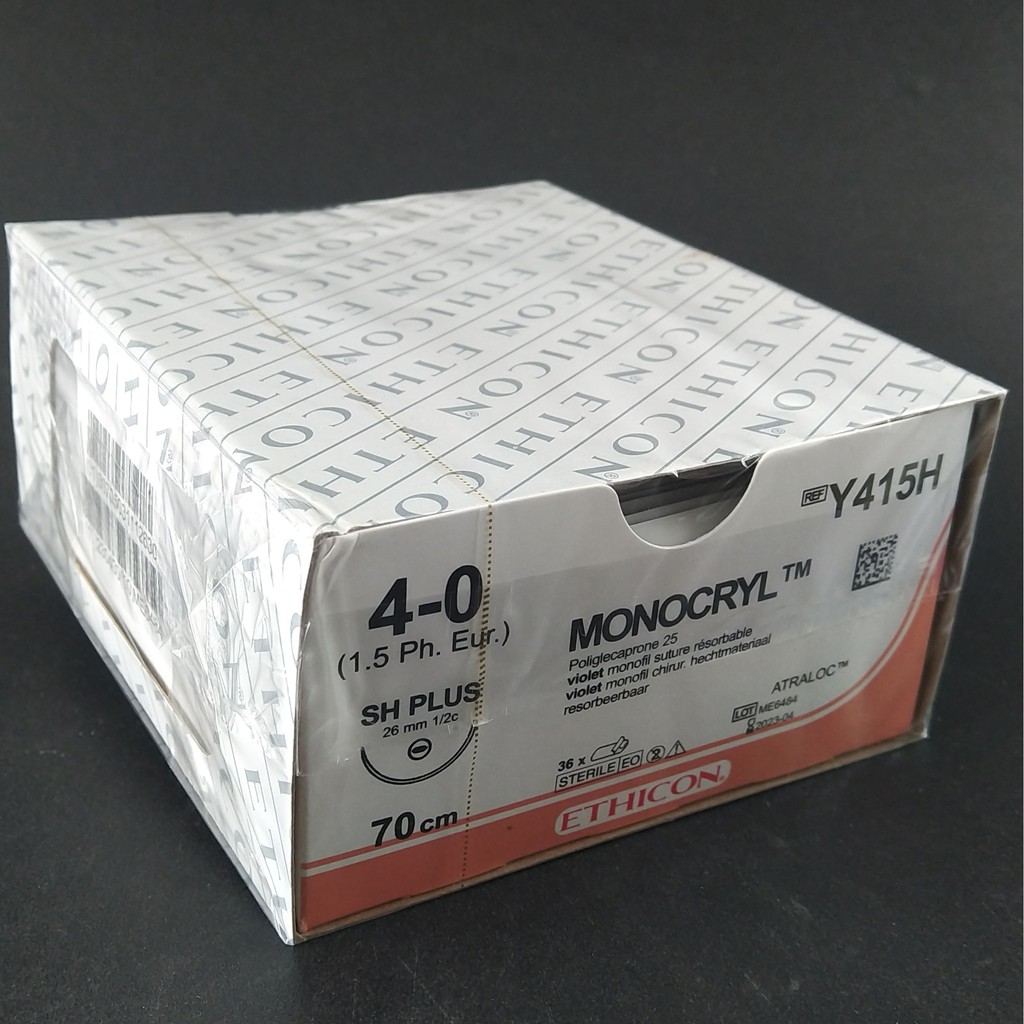 ETHICON
REF Y415H
4-0
(1.5 Ph. Eur.)
MONOCRYL™
Poliglecaprone 25
violet monofil suture résorbable
violet monofil chirur. hechtmateriaal
resorbeerbaar
SH PLUS
26 mm 1/2c
ATRALOC™
LOT ME6484
2023-04
36 x
STERILE EO
70 cm
ETHICON